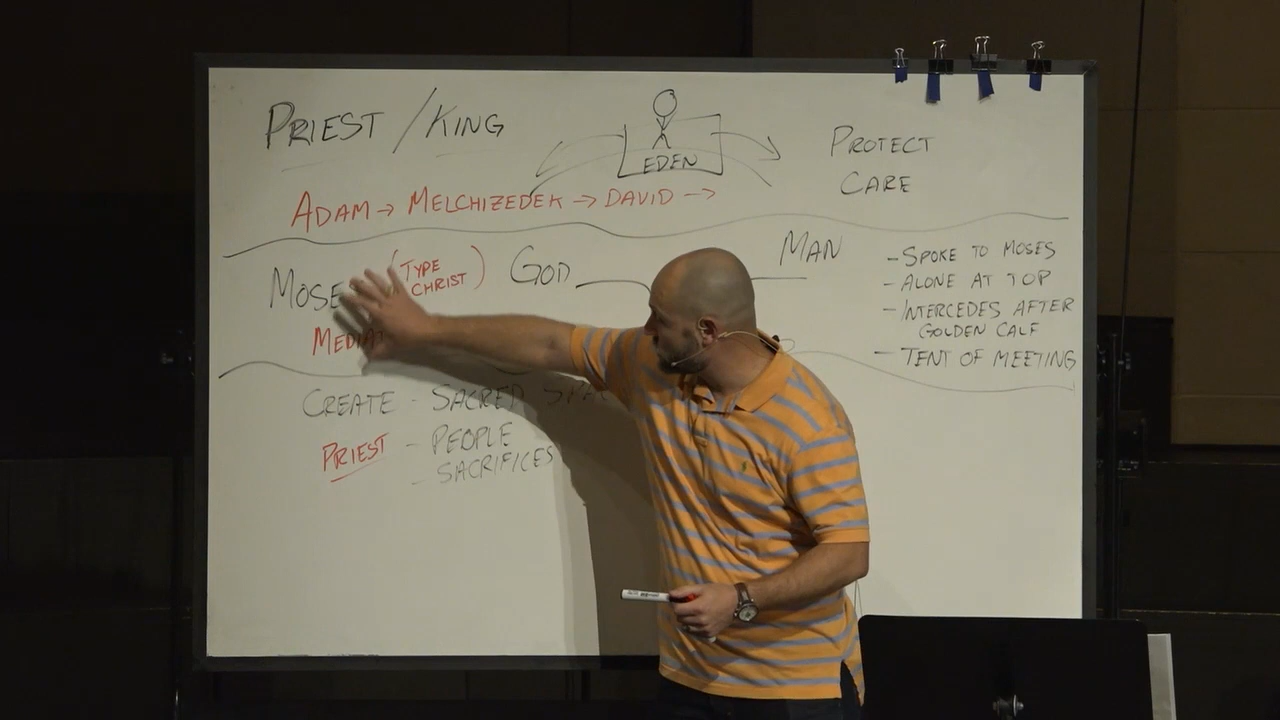 PRIEST / KING
EDEN
PROTECT
CARE
ADAM → MELCHIZEDEK → DAVID →
(TYPE
CHRIST)
GOD
MAN
- SPOKE TO MOSES
- ALONE AT TOP
- INTERCEDES AFTER
GOLDEN CALF
- TENT OF MEETING
CREATE - SACRED
PRIEST - PEOPLE
- SACRIFICES